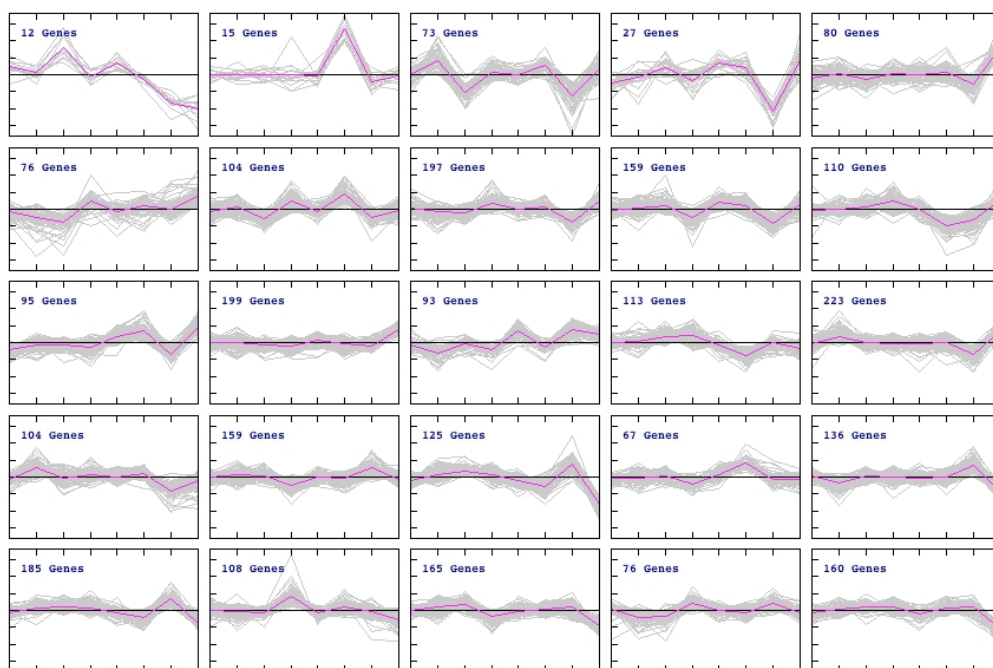 12 Genes
15 Genes
73 Genes
27 Genes
80 Genes
76 Genes
104 Genes
197 Genes
159 Genes
110 Genes
95 Genes
199 Genes
93 Genes
113 Genes
223 Genes
104 Genes
159 Genes
125 Genes
67 Genes
136 Genes
185 Genes
108 Genes
165 Genes
76 Genes
160 Genes